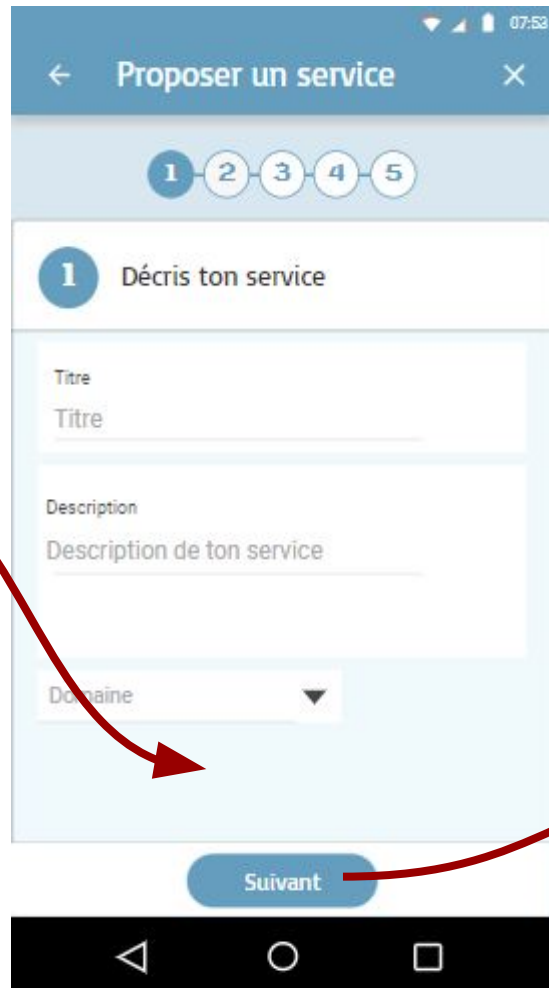 07:53
Proposer un service
1 2 3 4 5
1 Décris ton service
Titre
Titre
Description
Description de ton service
Domaine
Suivant